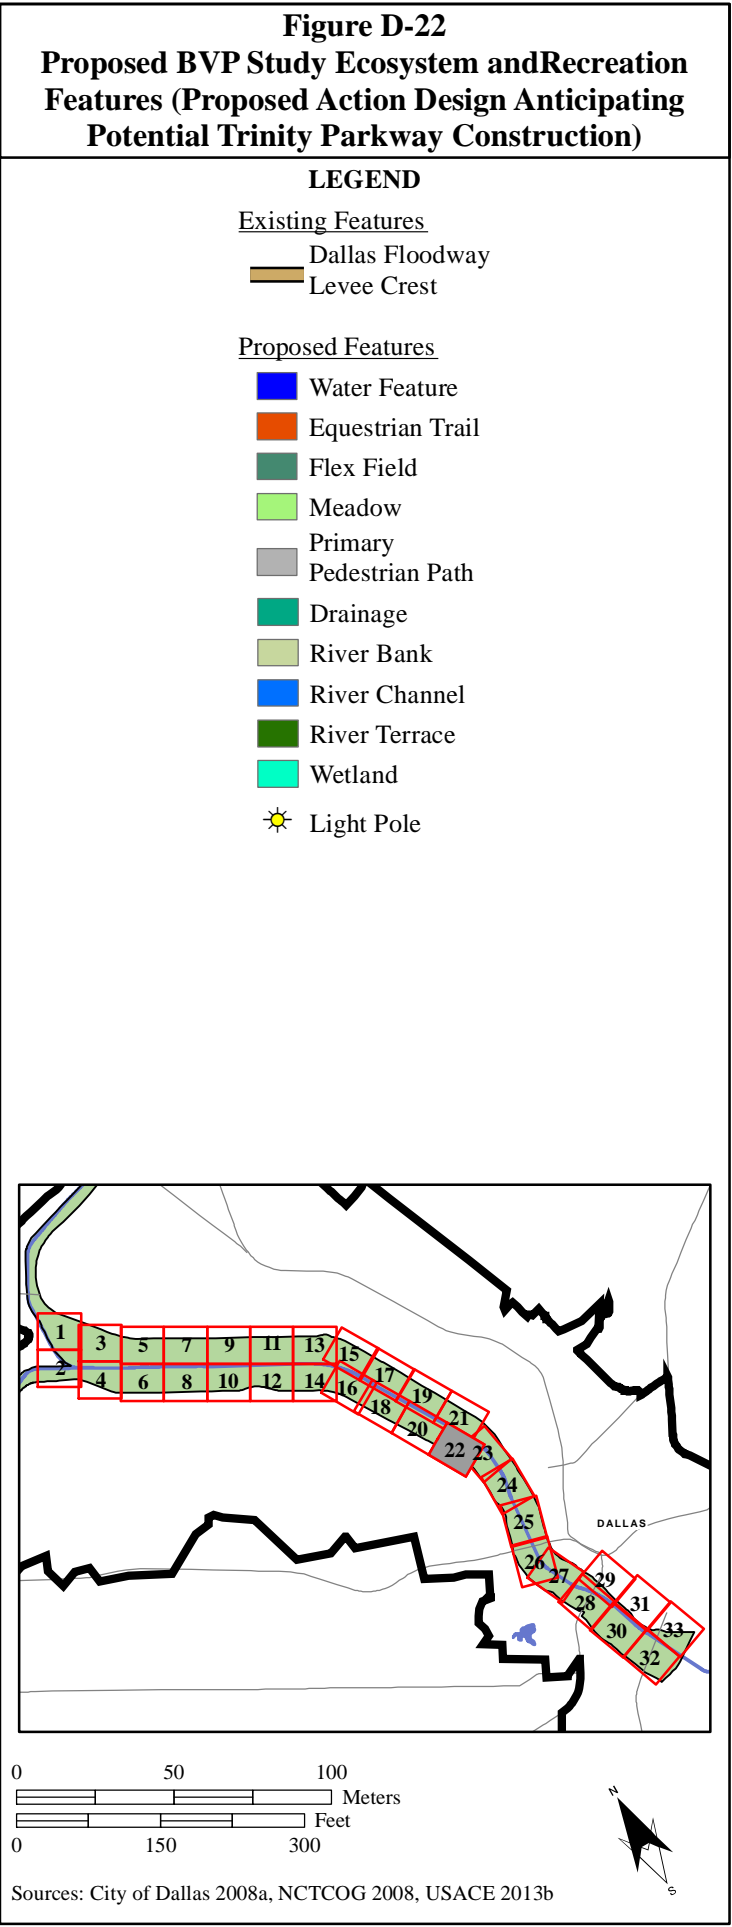 Figure D-22
Proposed BVP Study Ecosystem andRecreation
Features (Proposed Action Design Anticipating
Potential Trinity Parkway Construction)
LEGEND
Existing Features
Dallas Floodway
Levee Crest
Proposed Features
Water Feature
Equestrian Trail
Flex Field
Meadow
Primary
Pedestrian Path
Drainage
River Bank
River Channel
River Terrace
Wetland
Light Pole
1 3 5 7 9 11 13 15
2 4 6 8 10 12 14 16
17
18
19
20
21
22 23
24
25
DALLAS
26
27
28
29
30
31
32
33
0 50 100
Meters
Feet
0 150 300
N
S
Sources: City of Dallas 2008a, NCTCOG 2008, USACE 2013b